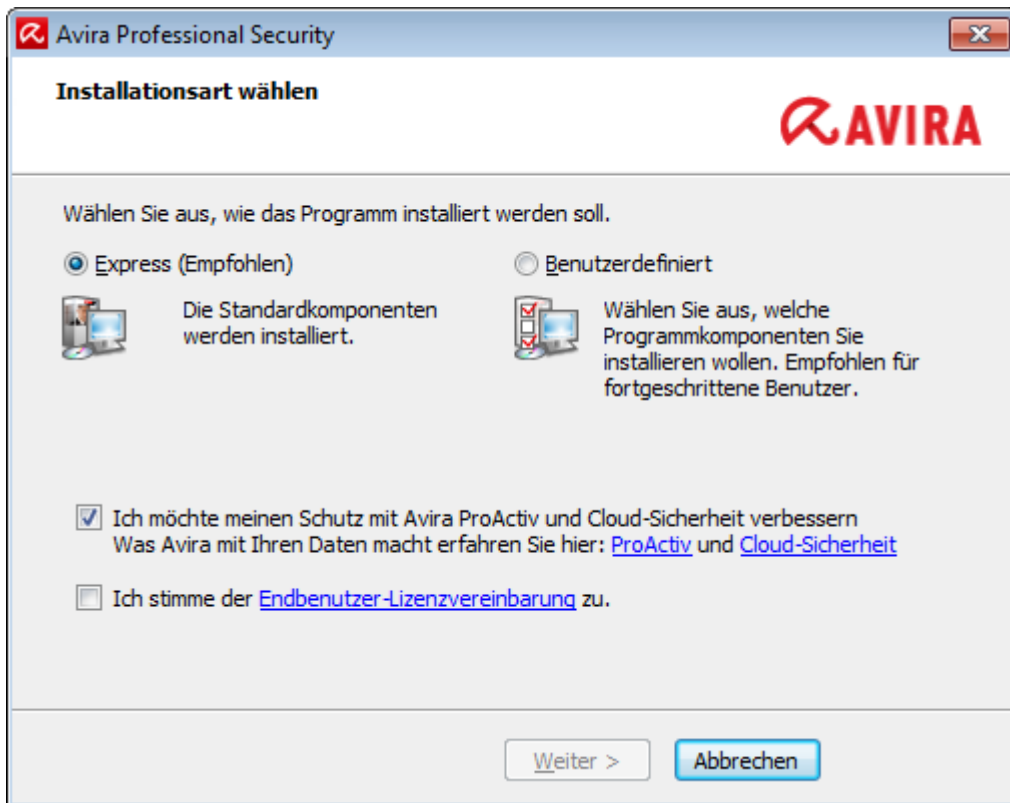 Avira Professional Security
Installationsart wählen
AVIRA
Wählen Sie aus, wie das Programm installiert werden soll.
Express (Empfohlen)
Die Standardkomponenten
werden installiert.
Benutzerdefiniert
Wählen Sie aus, welche
Programmkomponenten Sie
installieren wollen. Empfohlen für
fortgeschrittene Benutzer.
Ich möchte meinen Schutz mit Avira ProActiv und Cloud-Sicherheit verbessern
Was Avira mit Ihren Daten macht erfahren Sie hier: ProActiv und Cloud-Sicherheit
Ich stimme der Endbenutzer-Lizenzvereinbarung zu.
Weiter >
Abbrechen